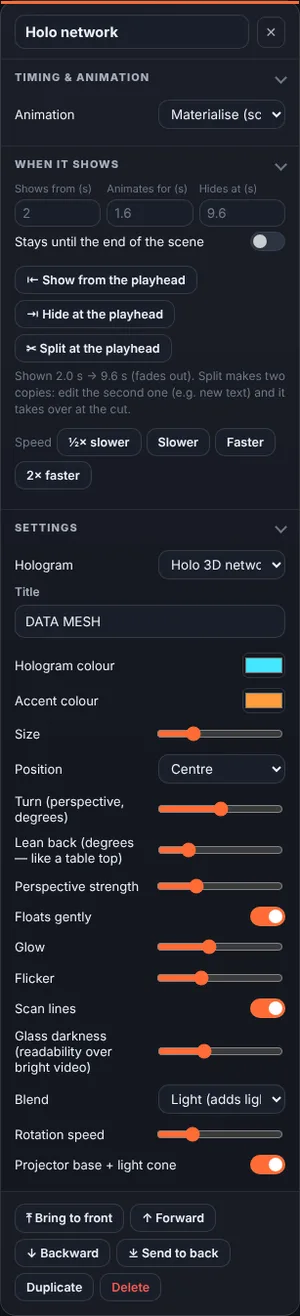 Holo network
✕
TIMING & ANIMATION
Animation
Materialise (sc
WHEN IT SHOWS
Shows from (s) Animates for (s) Hides at (s)
2 1.6 9.6
Stays until the end of the scene
⇤ Show from the playhead
⇥ Hide at the playhead
✂ Split at the playhead
Shown 2.0 s → 9.6 s (fades out). Split makes two
copies: edit the second one (e.g. new text) and it
takes over at the cut.
Speed ½× slower Slower Faster
2× faster
SETTINGS
Hologram Holo 3D netwc
Title
DATA MESH
Hologram colour
Accent colour
Size
Position Centre
Turn (perspective,
degrees)
Lean back (degrees
— like a table top)
Perspective strength
Floats gently
Glow
Flicker
Scan lines
Glass darkness
(readability over
bright video)
Blend Light (adds ligl
Rotation speed
Projector base + light cone
⤒ Bring to front ↑ Forward
↓ Backward ⤓ Send to back
Duplicate Delete